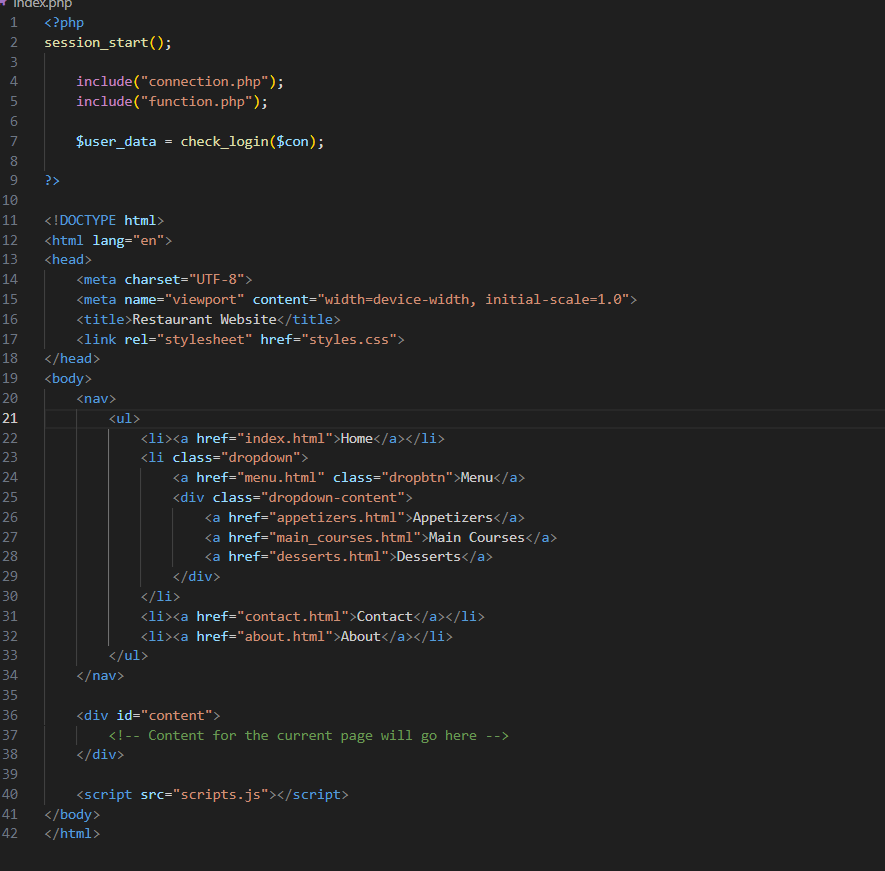 index.php
1 <?php
2 session_start();
3
4 include("connection.php");
5 include("function.php");
6
7 $user_data = check_login($con);
8
9 ?>
10
11 <!DOCTYPE html>
12 <html lang="en">
13 <head>
14 <meta charset="UTF-8">
15 <meta name="viewport" content="width=device-width, initial-scale=1.0">
16 <title>Restaurant Website</title>
17 <link rel="stylesheet" href="styles.css">
18 </head>
19 <body>
20 <nav>
21 <ul>
22 <li><a href="index.html">Home</a></li>
23 <li class="dropdown">
24 <a href="menu.html" class="dropbtn">Menu</a>
25 <div class="dropdown-content">
26 <a href="appetizers.html">Appetizers</a>
27 <a href="main_courses.html">Main Courses</a>
28 <a href="desserts.html">Desserts</a>
29 </div>
30 </li>
31 <li><a href="contact.html">Contact</a></li>
32 <li><a href="about.html">About</a></li>
33 </ul>
34 </nav>
35
36 <div id="content">
37 <!-- Content for the current page will go here -->
38 </div>
39
40 <script src="scripts.js"></script>
41 </body>
42 </html>